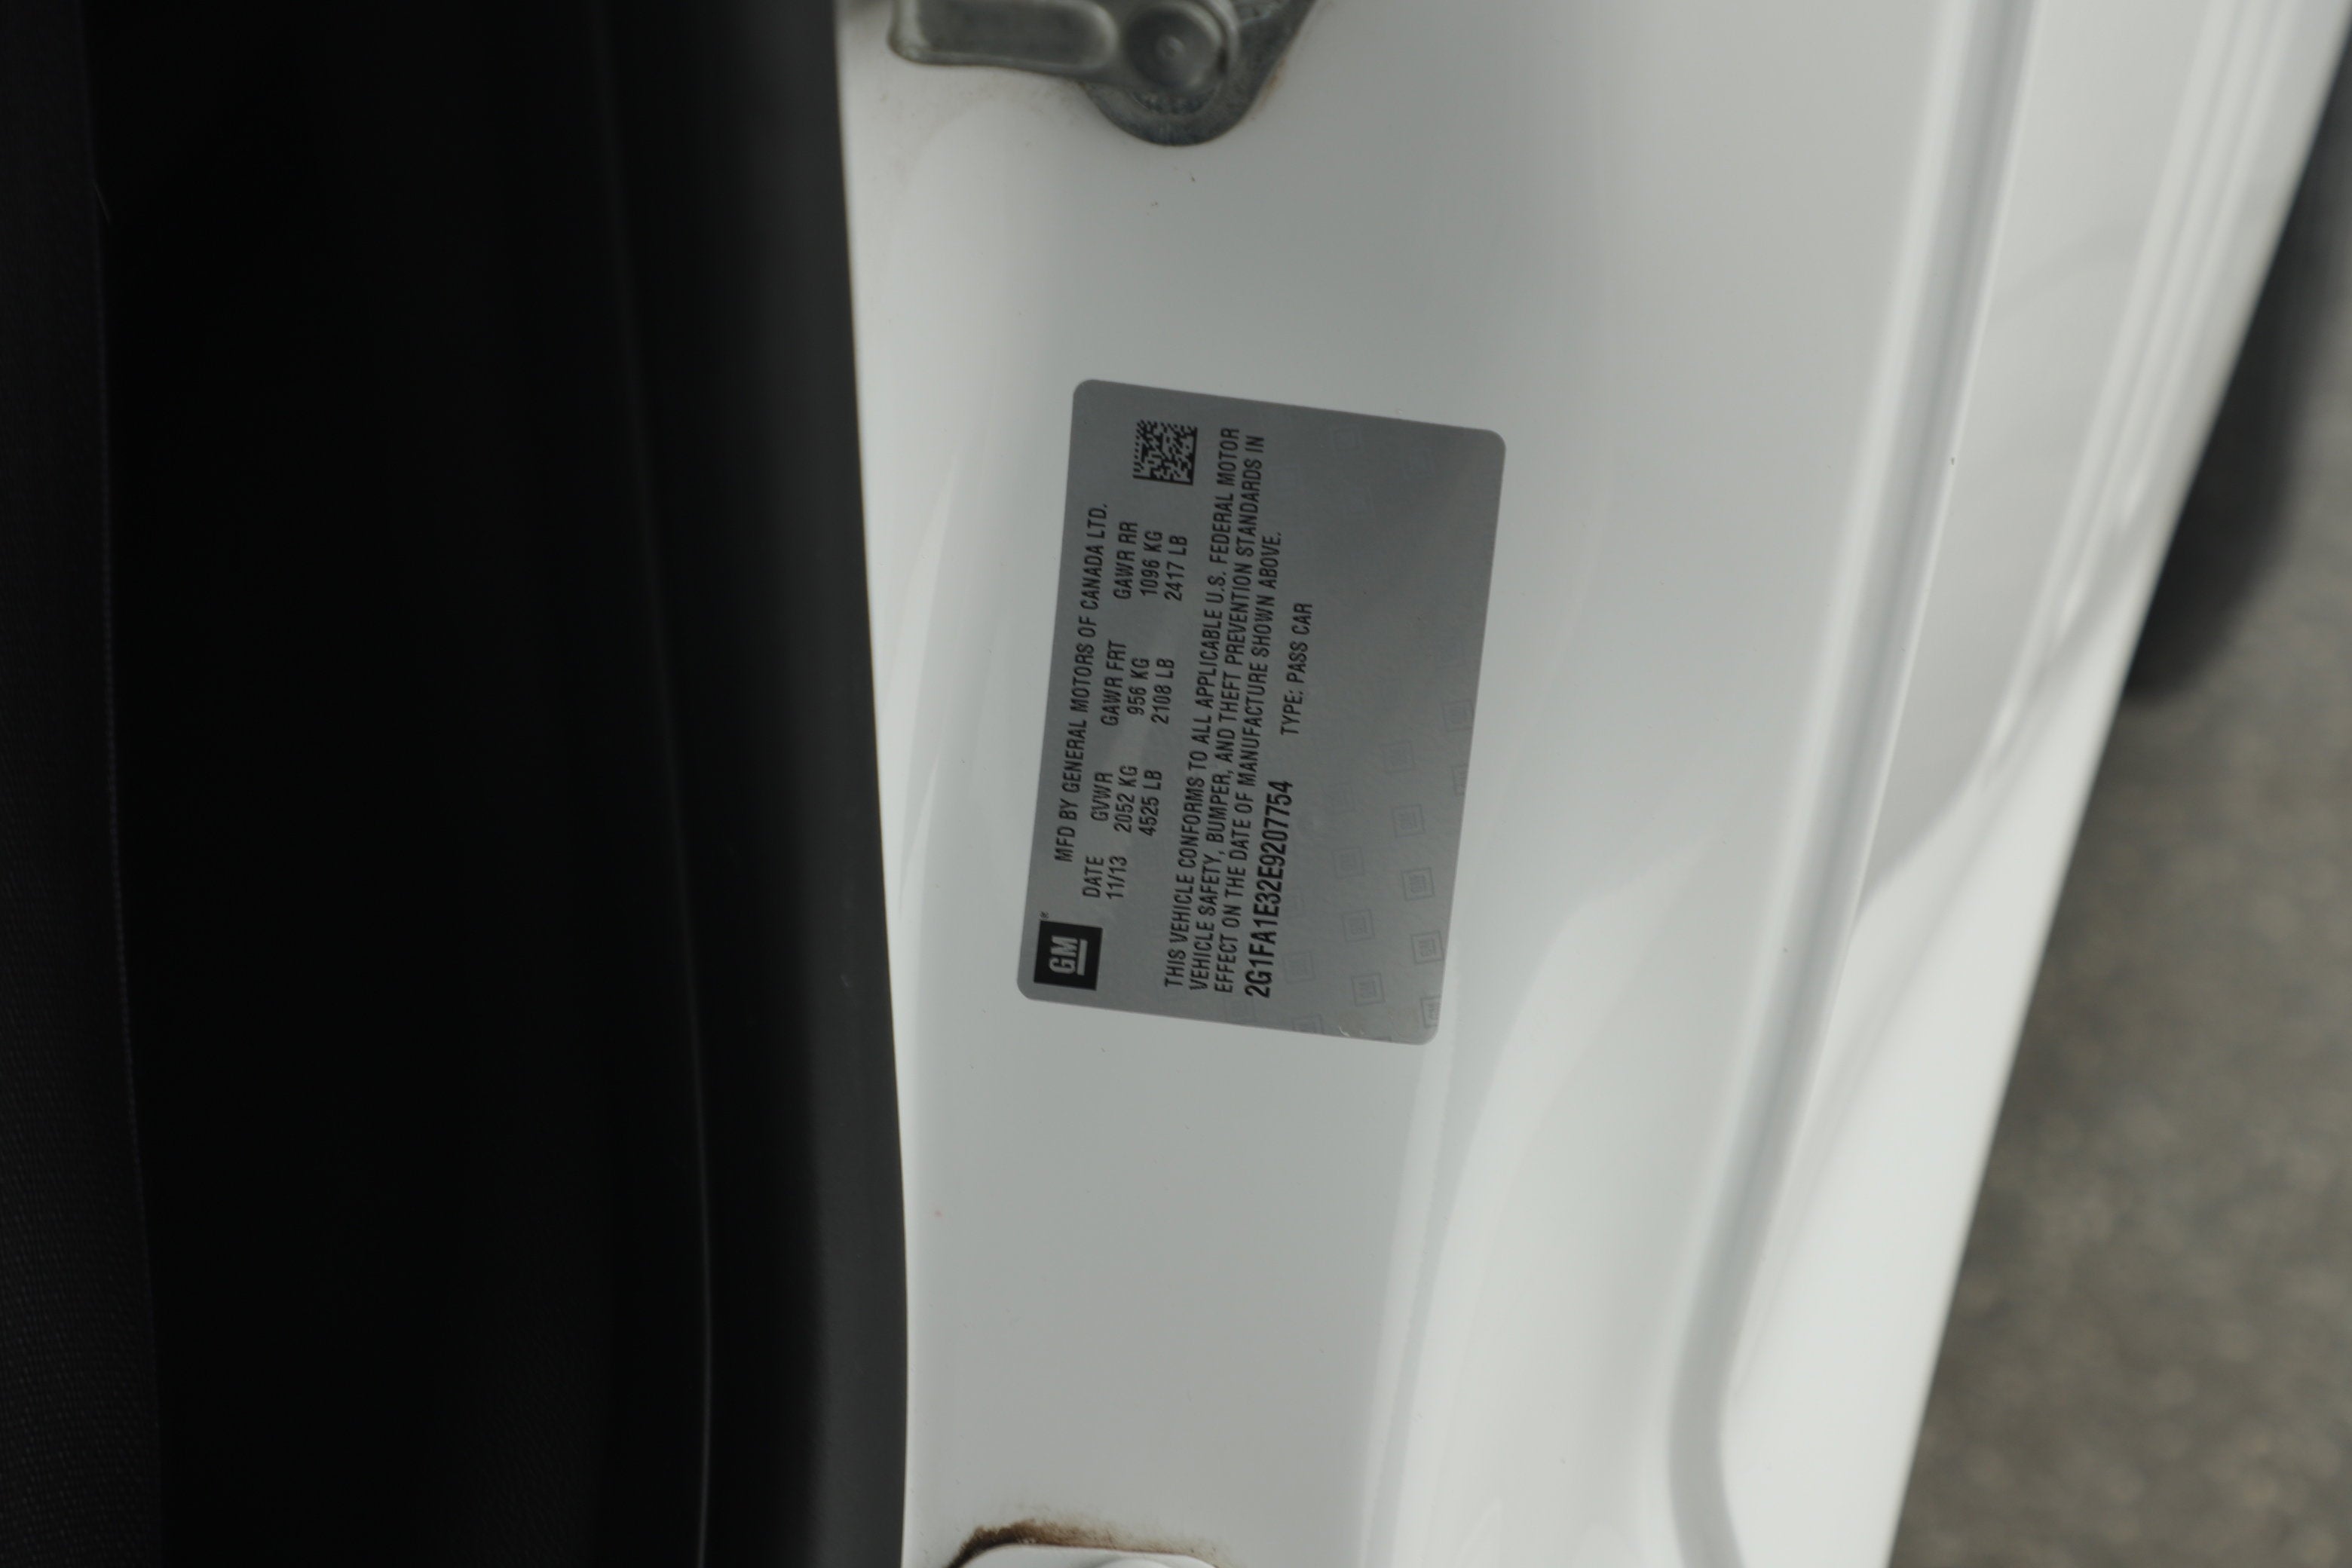 GM
MFD BY GENERAL MOTORS OF CANADA LTD.
DATE GVWR GAWR FRT GAWR RR
11/13 2052 KG 956 KG 1096 KG
4525 LB 2108 LB 2417 LB
THIS VEHICLE CONFORMS TO ALL APPLICABLE U.S. FEDERAL MOTOR
VEHICLE SAFETY, BUMPER, AND THEFT PREVENTION STANDARDS IN
EFFECT ON THE DATE OF MANUFACTURE SHOWN ABOVE.
2G1FA1E32E9207754 TYPE: PASS CAR